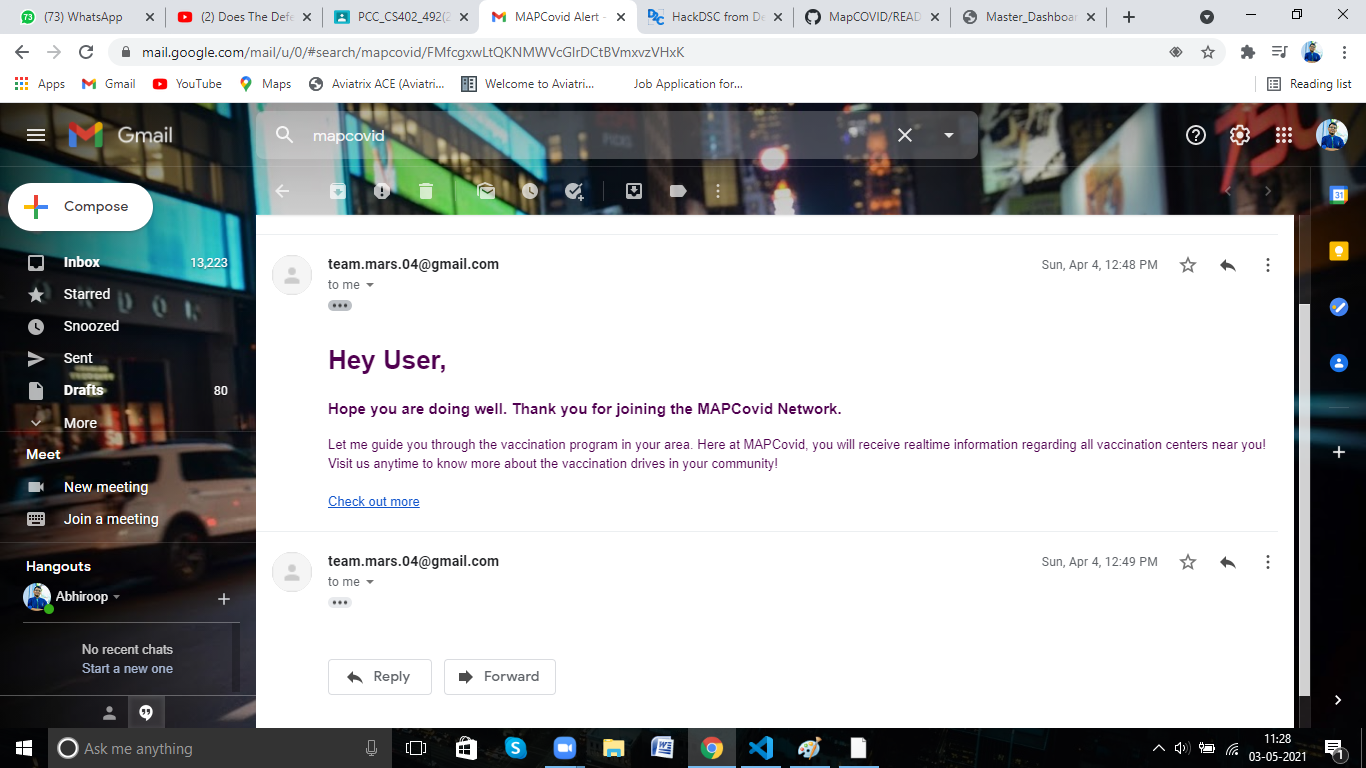 (73) WhatsApp
(2) Does The Defe
PCC_CS402_492(2
MAPCovid Alert -
HackDSC from De
MapCOVID/READ
Master_Dashboar
mail.google.com/mail/u/0/#search/mapcovid/FMfcgxwLtQKNMWVcGlrDCtBVmxvzVHxK
Apps
Gmail
YouTube
Maps
Aviatrix ACE (Aviatri...
Welcome to Aviatri...
Job Application for...
Reading list
Gmail
mapcovid
Compose
Inbox 13,223
Starred
Snoozed
Sent
Drafts 80
More
Meet
New meeting
Join a meeting
Hangouts
Abhiroop
No recent chats
Start a new one
team.mars.04@gmail.com
Sun, Apr 4, 12:48 PM
to me
Hey User,
Hope you are doing well. Thank you for joining the MAPCovid Network.
Let me guide you through the vaccination program in your area. Here at MAPCovid, you will receive realtime information regarding all vaccination centers near you!
Visit us anytime to know more about the vaccination drives in your community!
Check out more
team.mars.04@gmail.com
Sun, Apr 4, 12:49 PM
to me
Reply
Forward
31
Ask me anything
11:28
03-05-2021
1